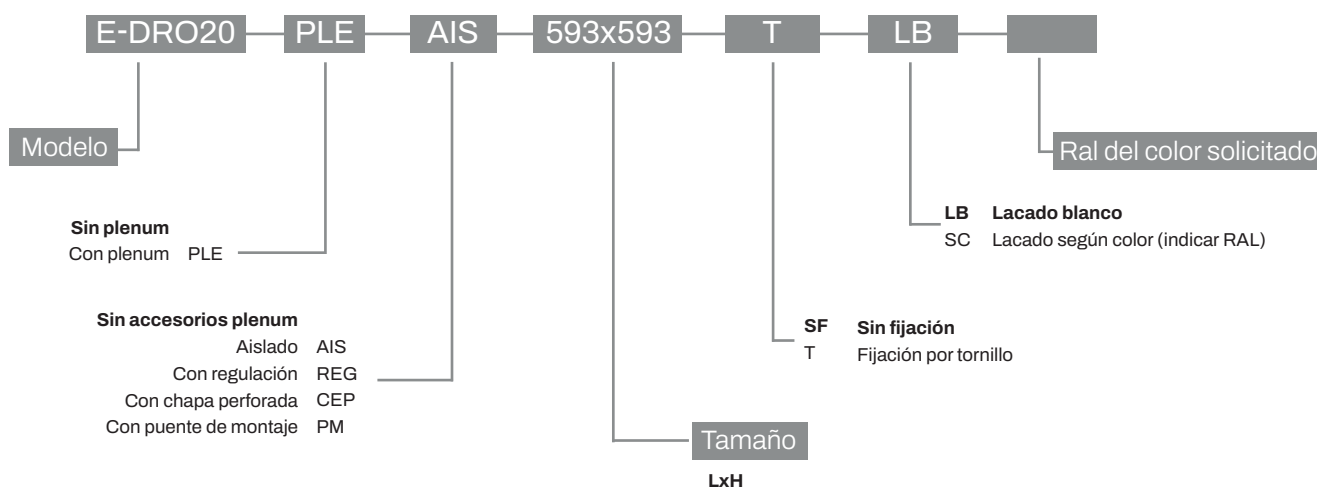 E-DRO20 PLE AIS 593x593 T LB
Modelo
Ral del color solicitado
Sin plenum
Con plenum PLE
LB Lacado blanco
SC Lacado según color (indicar RAL)
Sin accesorios plenum
Aislado AIS
Con regulación REG
Con chapa perforada CEP
Con puente de montaje PM
SF Sin fijación
T Fijación por tornillo
Tamaño
LxH